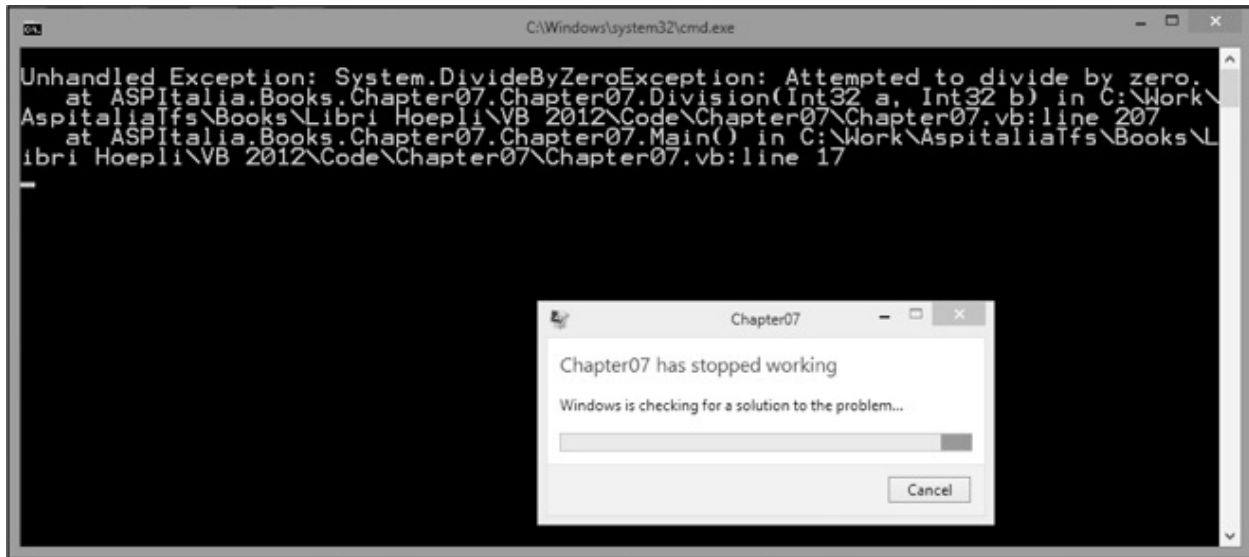 C:\Windows\system32\cmd.exe
Unhandled Exception: System.DivideByZeroException: Attempted to divide by zero.
at ASPItalia.Books.Chapter07.Chapter07.Division(Int32 a, Int32 b) in C:\Work\
AspitaliaTfs\Books\Libri Hoepli\VB 2012\Code\Chapter07\Chapter07.vb:line 207
at ASPItalia.Books.Chapter07.Chapter07.Main() in C:\Work\AspitaliaTfs\Books\L
ibri Hoepli\VB 2012\Code\Chapter07\Chapter07.vb:line 17
Chapter07
Chapter07 has stopped working
Windows is checking for a solution to the problem...
Cancel